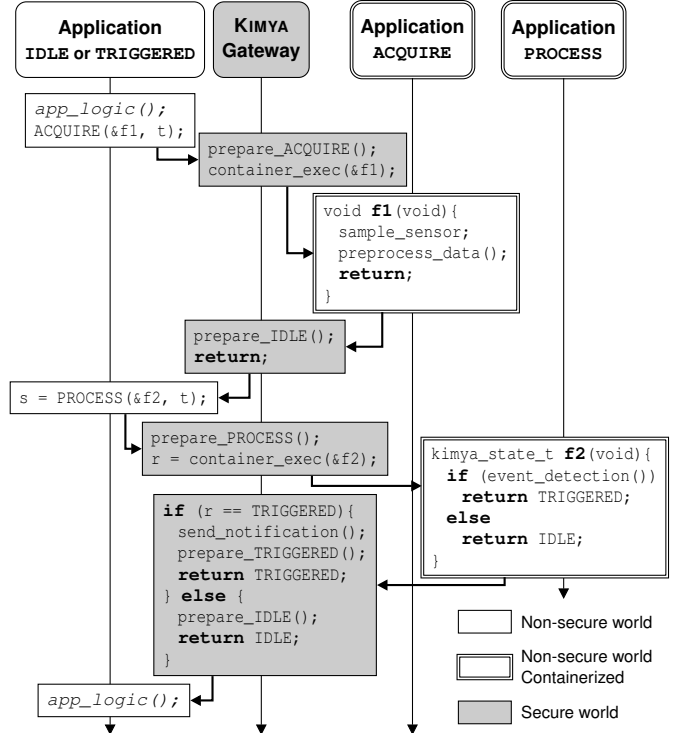 Application
IDLE or TRIGGERED
KIMYA
Gateway
Application
ACQUIRE
Application
PROCESS
app_logic();
ACQUIRE(&f1, t);
prepare_ACQUIRE();
container_exec(&f1);
void f1(void){
sample_sensor;
preprocess_data();
return;
}
prepare_IDLE();
return;
s = PROCESS(&f2, t);
prepare_PROCESS();
r = container_exec(&f2);
kimya_state_t f2(void){
if (event_detection())
return TRIGGERED;
else
return IDLE;
}
if (r == TRIGGERED){
send_notification();
prepare_TRIGGERED();
return TRIGGERED;
} else {
prepare_IDLE();
return IDLE;
}
app_logic();
Non-secure world
Non-secure world
Containerized
Secure world